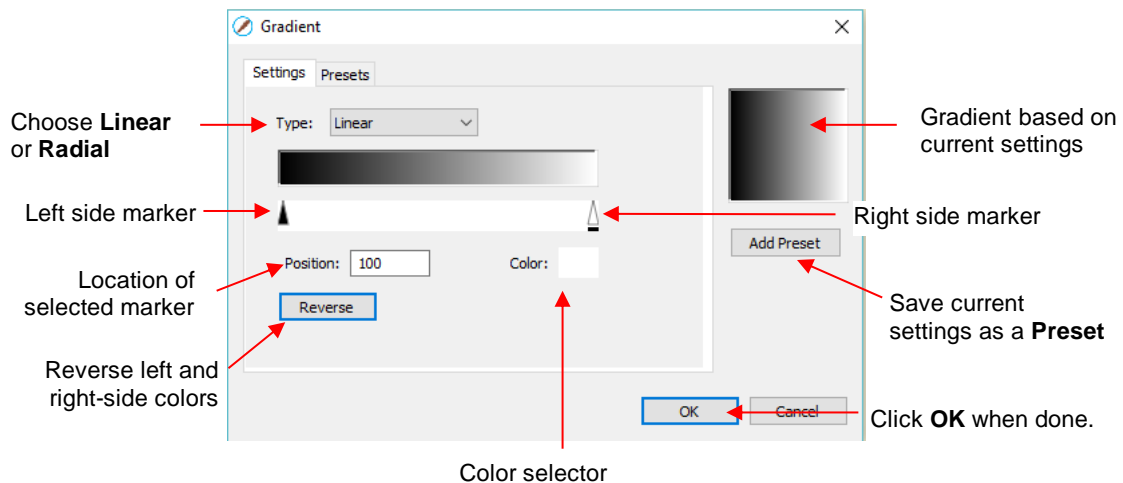 Gradient
Settings Presets
Choose Linear
or Radial
Type: Linear
Gradient based on
current settings
Left side marker
Right side marker
Add Preset
Position: 100 Color:
Location of
selected marker
Reverse
Save current
settings as a Preset
Reverse left and
right-side colors
OK Cancel
Click OK when done.
Color selector